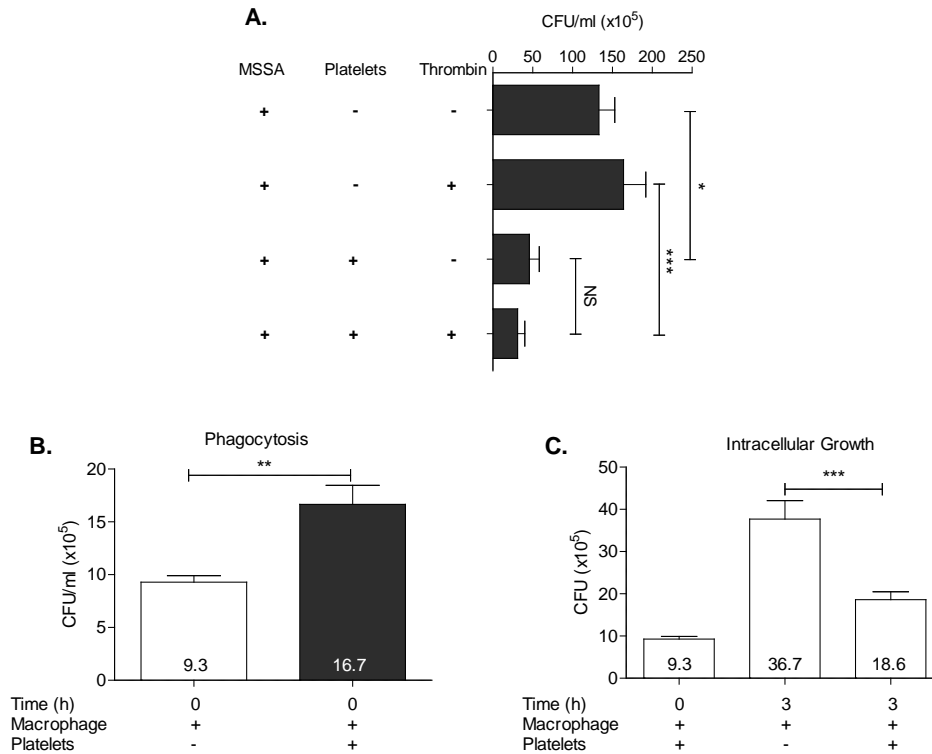 A.
CFU/ml (x10⁵)
0 50 100 150 200 250
MSSA Platelets Thrombin
+ - -
+ - +
+ + -
+ + +
*
***
NS
B.
Phagocytosis
**
CFU/ml (x10⁵)
20
15
10
5
0
9.3 16.7
Time (h) 0 0
Macrophage + +
Platelets - +
C.
Intracellular Growth
***
CFU (x10⁵)
50
40
30
20
10
0
9.3 36.7 18.6
Time (h) 0 3 3
Macrophage + + +
Platelets + - +